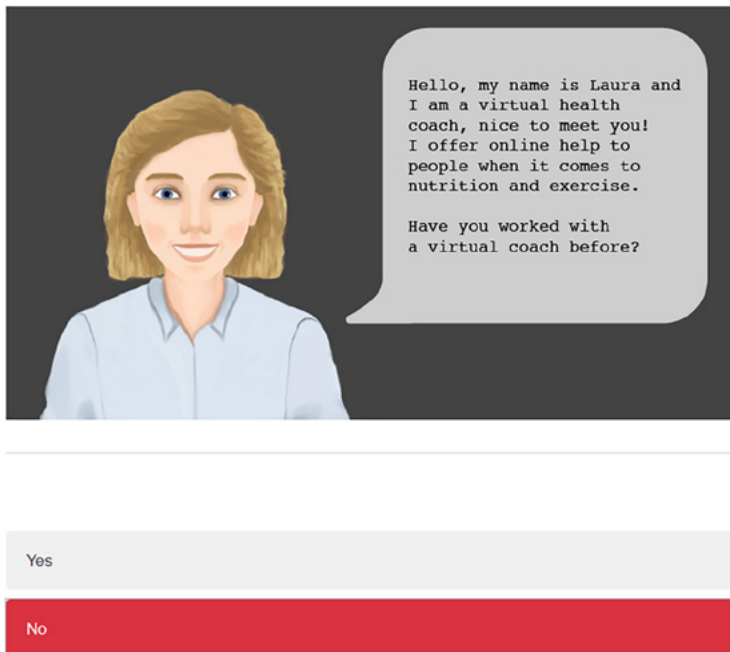 Hello, my name is Laura and
I am a virtual health
coach, nice to meet you!
I offer online help to
people when it comes to
nutrition and exercise.
Have you worked with
a virtual coach before?
Yes
No